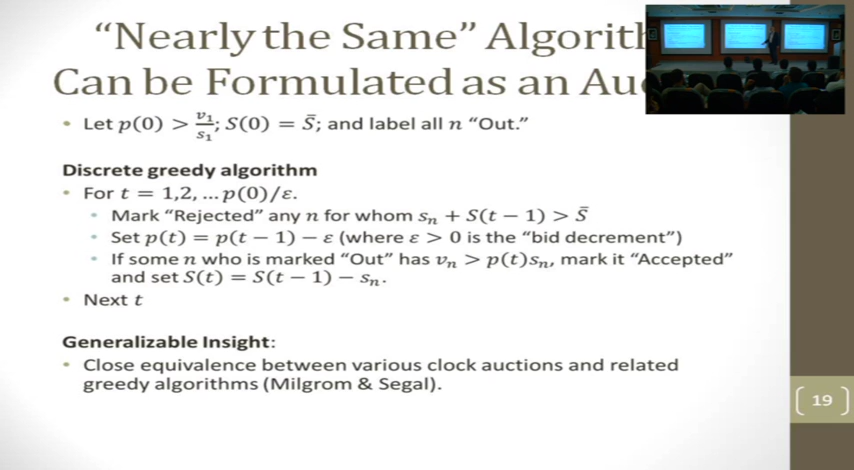 "Nearly the Same" Algorit
Can be Formulated as an Au
• Let p(0) > v₁/s₁; S(0) = S̄; and label all n "Out."
Discrete greedy algorithm
• For t = 1,2, … p(0)/ε.
• Mark "Rejected" any n for whom sₙ + S(t − 1) > S̄
• Set p(t) = p(t − 1) − ε (where ε > 0 is the "bid decrement")
• If some n who is marked "Out" has vₙ > p(t)sₙ, mark it "Accepted"
and set S(t) = S(t − 1) − sₙ.
• Next t
Generalizable Insight:
• Close equivalence between various clock auctions and related
greedy algorithms (Milgrom & Segal).
19